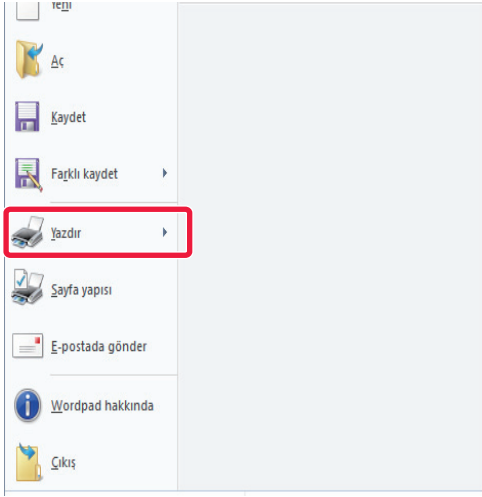 Yeni
Aç
Kaydet
Farklı kaydet
Yazdır
Sayfa yapısı
E-postada gönder
Wordpad hakkında
Çıkış